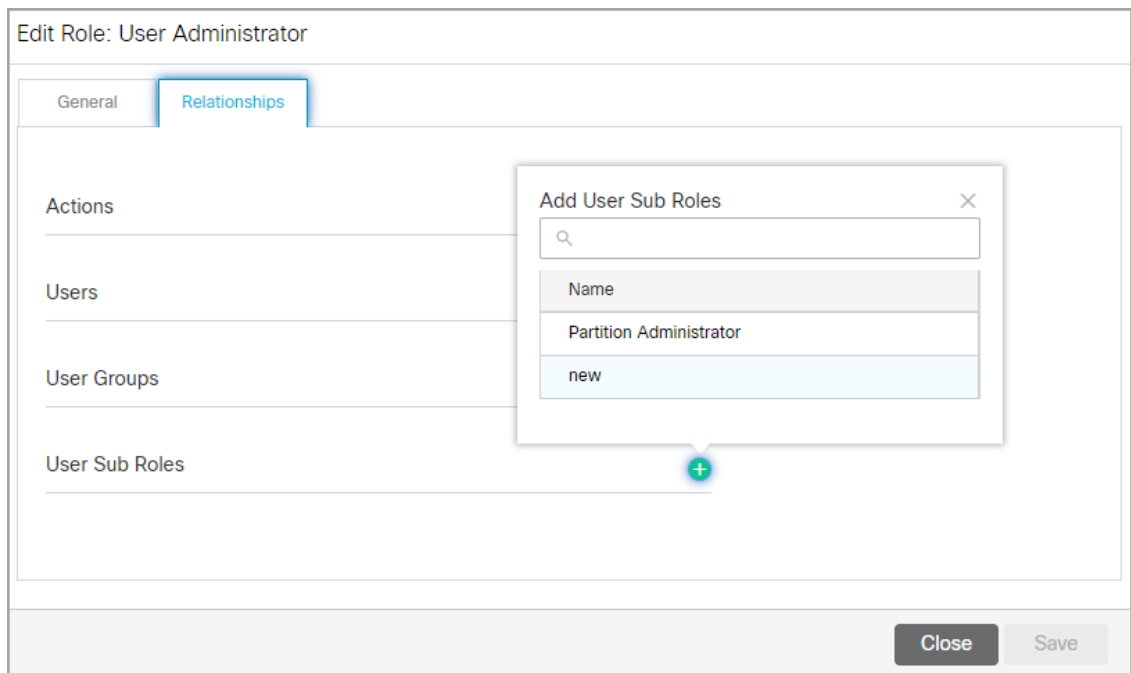 Edit Role: User Administrator
General
Relationships
Actions
Users
User Groups
User Sub Roles
Add User Sub Roles
Name
Partition Administrator
new
Close
Save